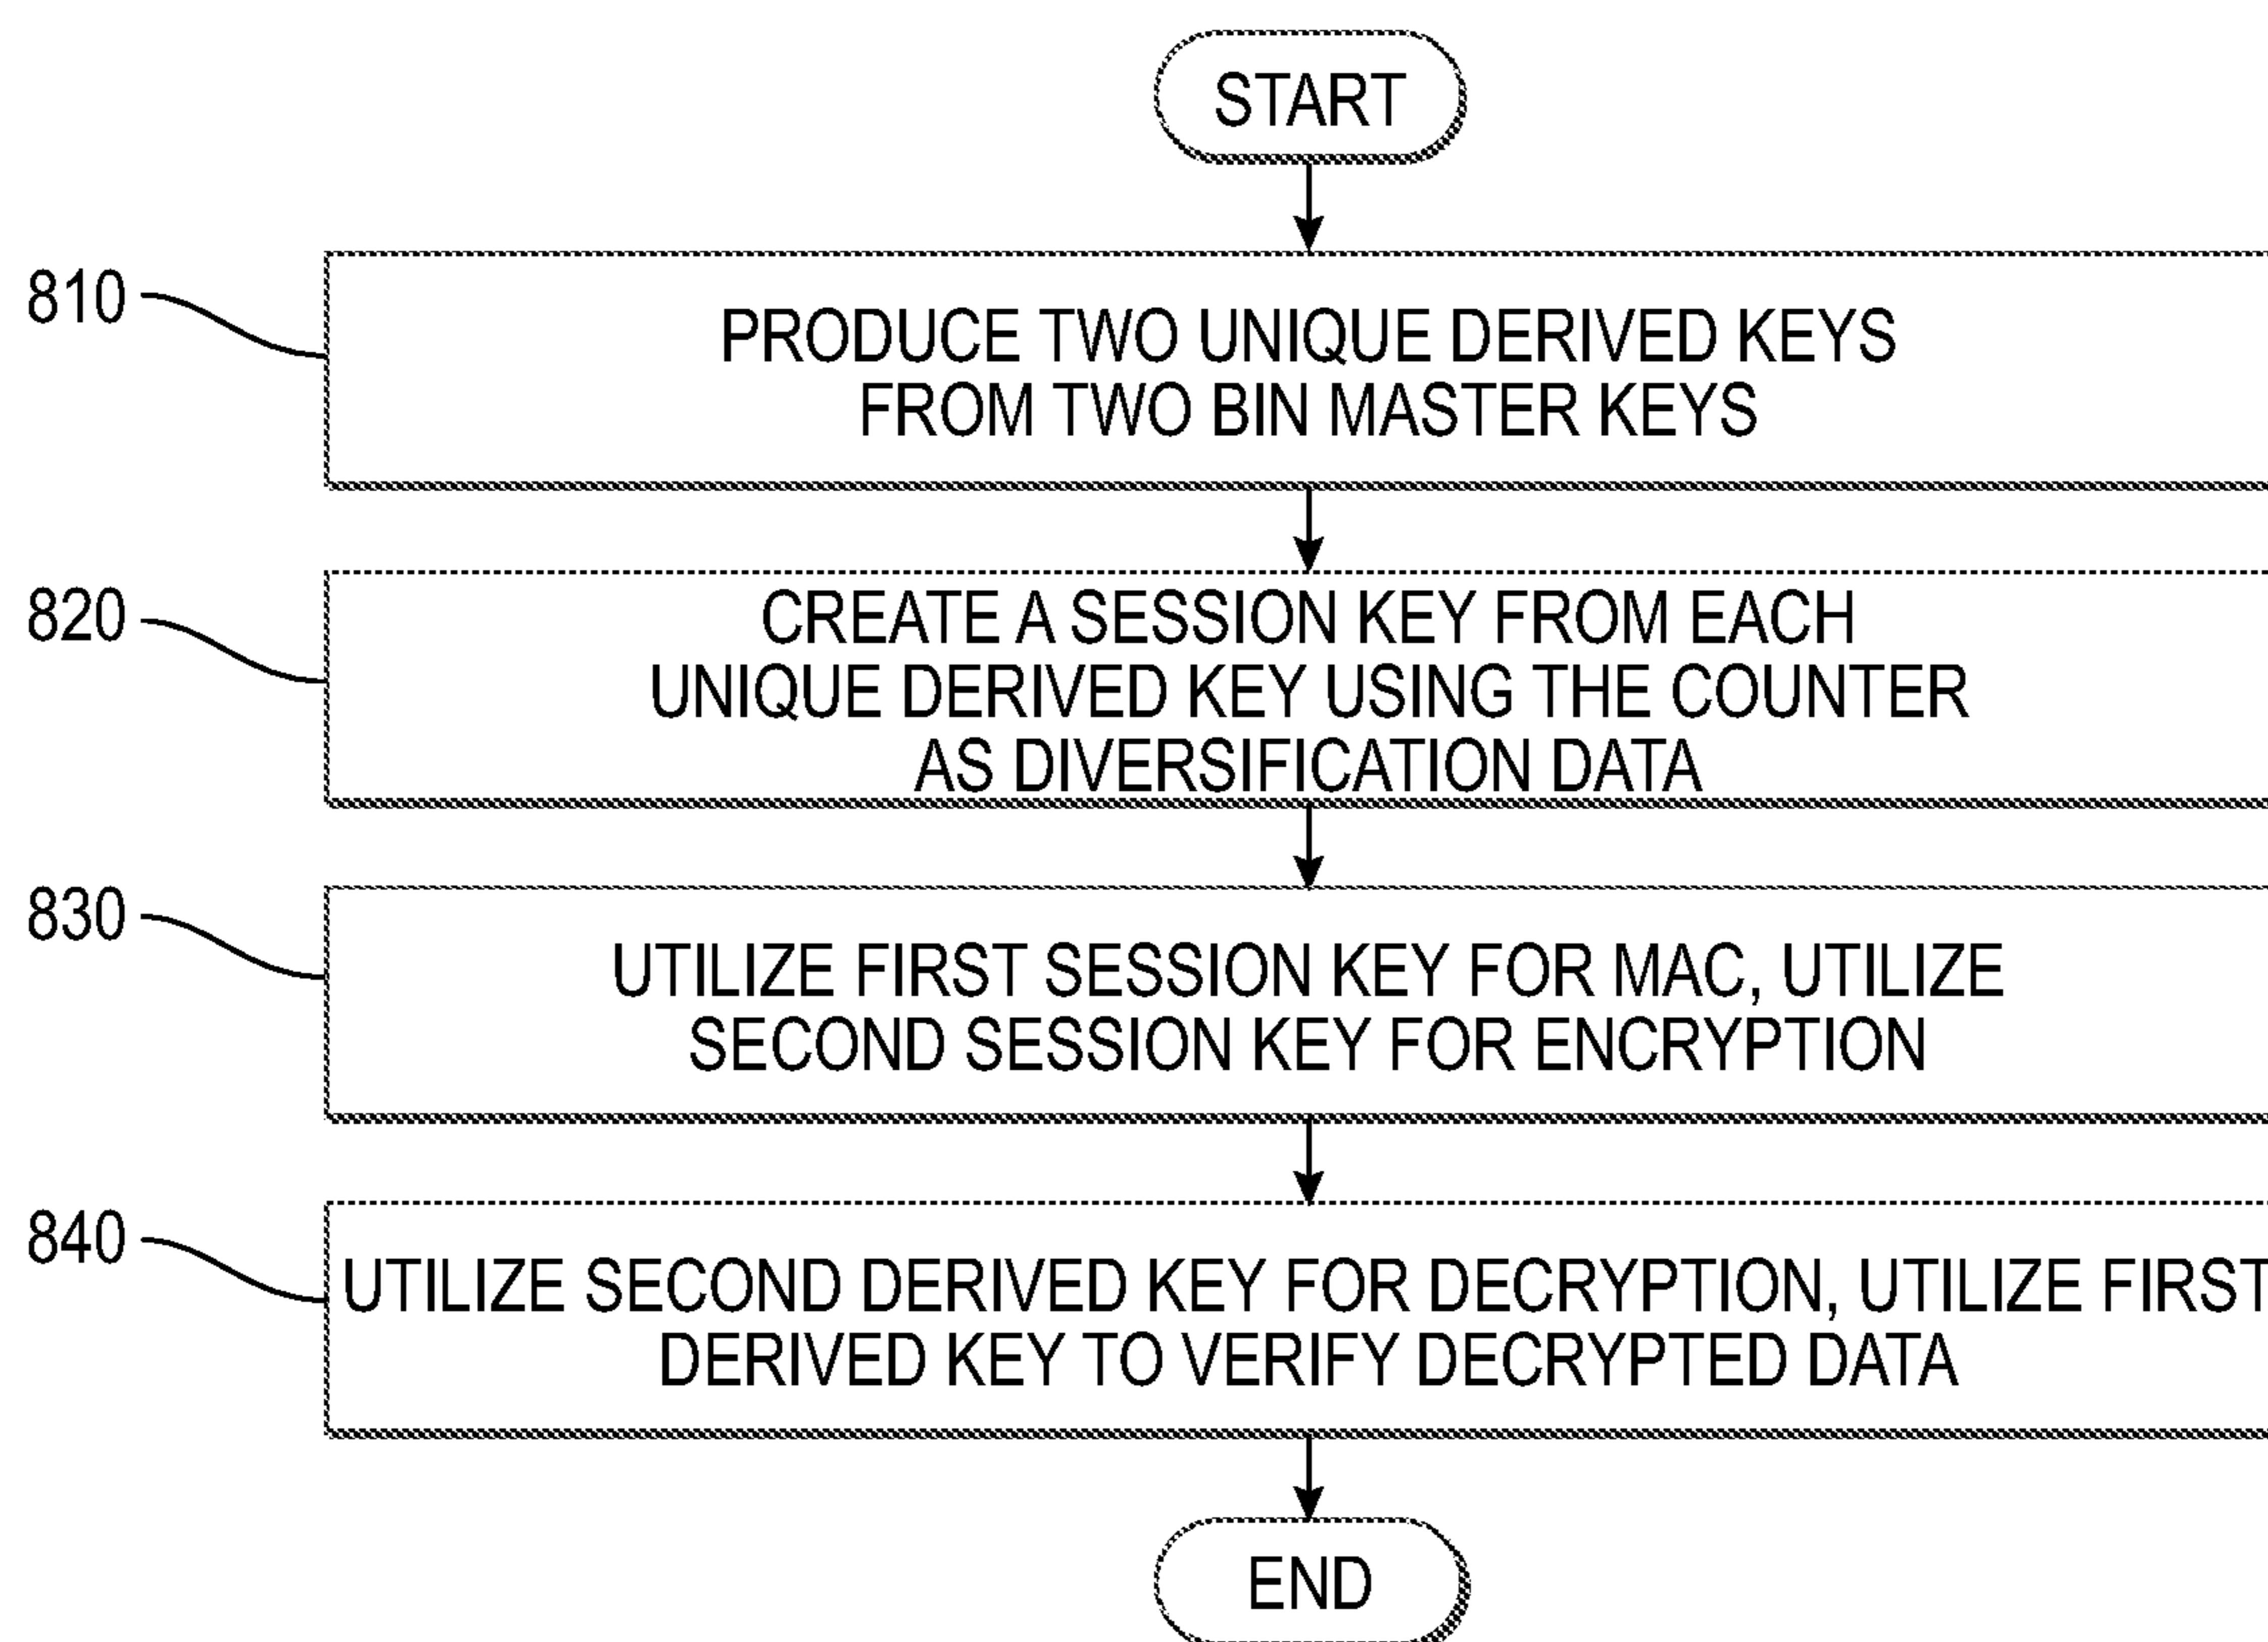 START
810
PRODUCE TWO UNIQUE DERIVED KEYS
FROM TWO BIN MASTER KEYS
820
CREATE A SESSION KEY FROM EACH
UNIQUE DERIVED KEY USING THE COUNTER
AS DIVERSIFICATION DATA
830
UTILIZE FIRST SESSION KEY FOR MAC, UTILIZE
SECOND SESSION KEY FOR ENCRYPTION
840
UTILIZE SECOND DERIVED KEY FOR DECRYPTION, UTILIZE FIRST
DERIVED KEY TO VERIFY DECRYPTED DATA
END